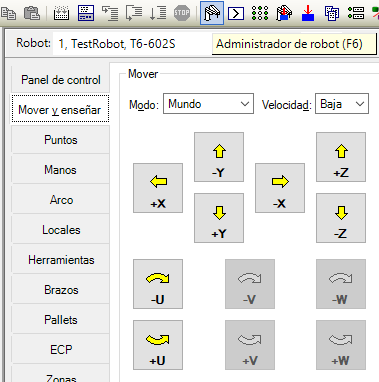 STOP
Robot: 1, TestRobot, T6-602S
Administrador de robot (F6)
Panel de control
Mover y enseñar
Puntos
Manos
Arco
Locales
Herramientas
Brazos
Pallets
ECP
Zonas
Mover
Modo: Mundo
Velocidad: Baja
-Y
+Z
+X
-X
+Y
-Z
-U
-V
-W
+U
+V
+W